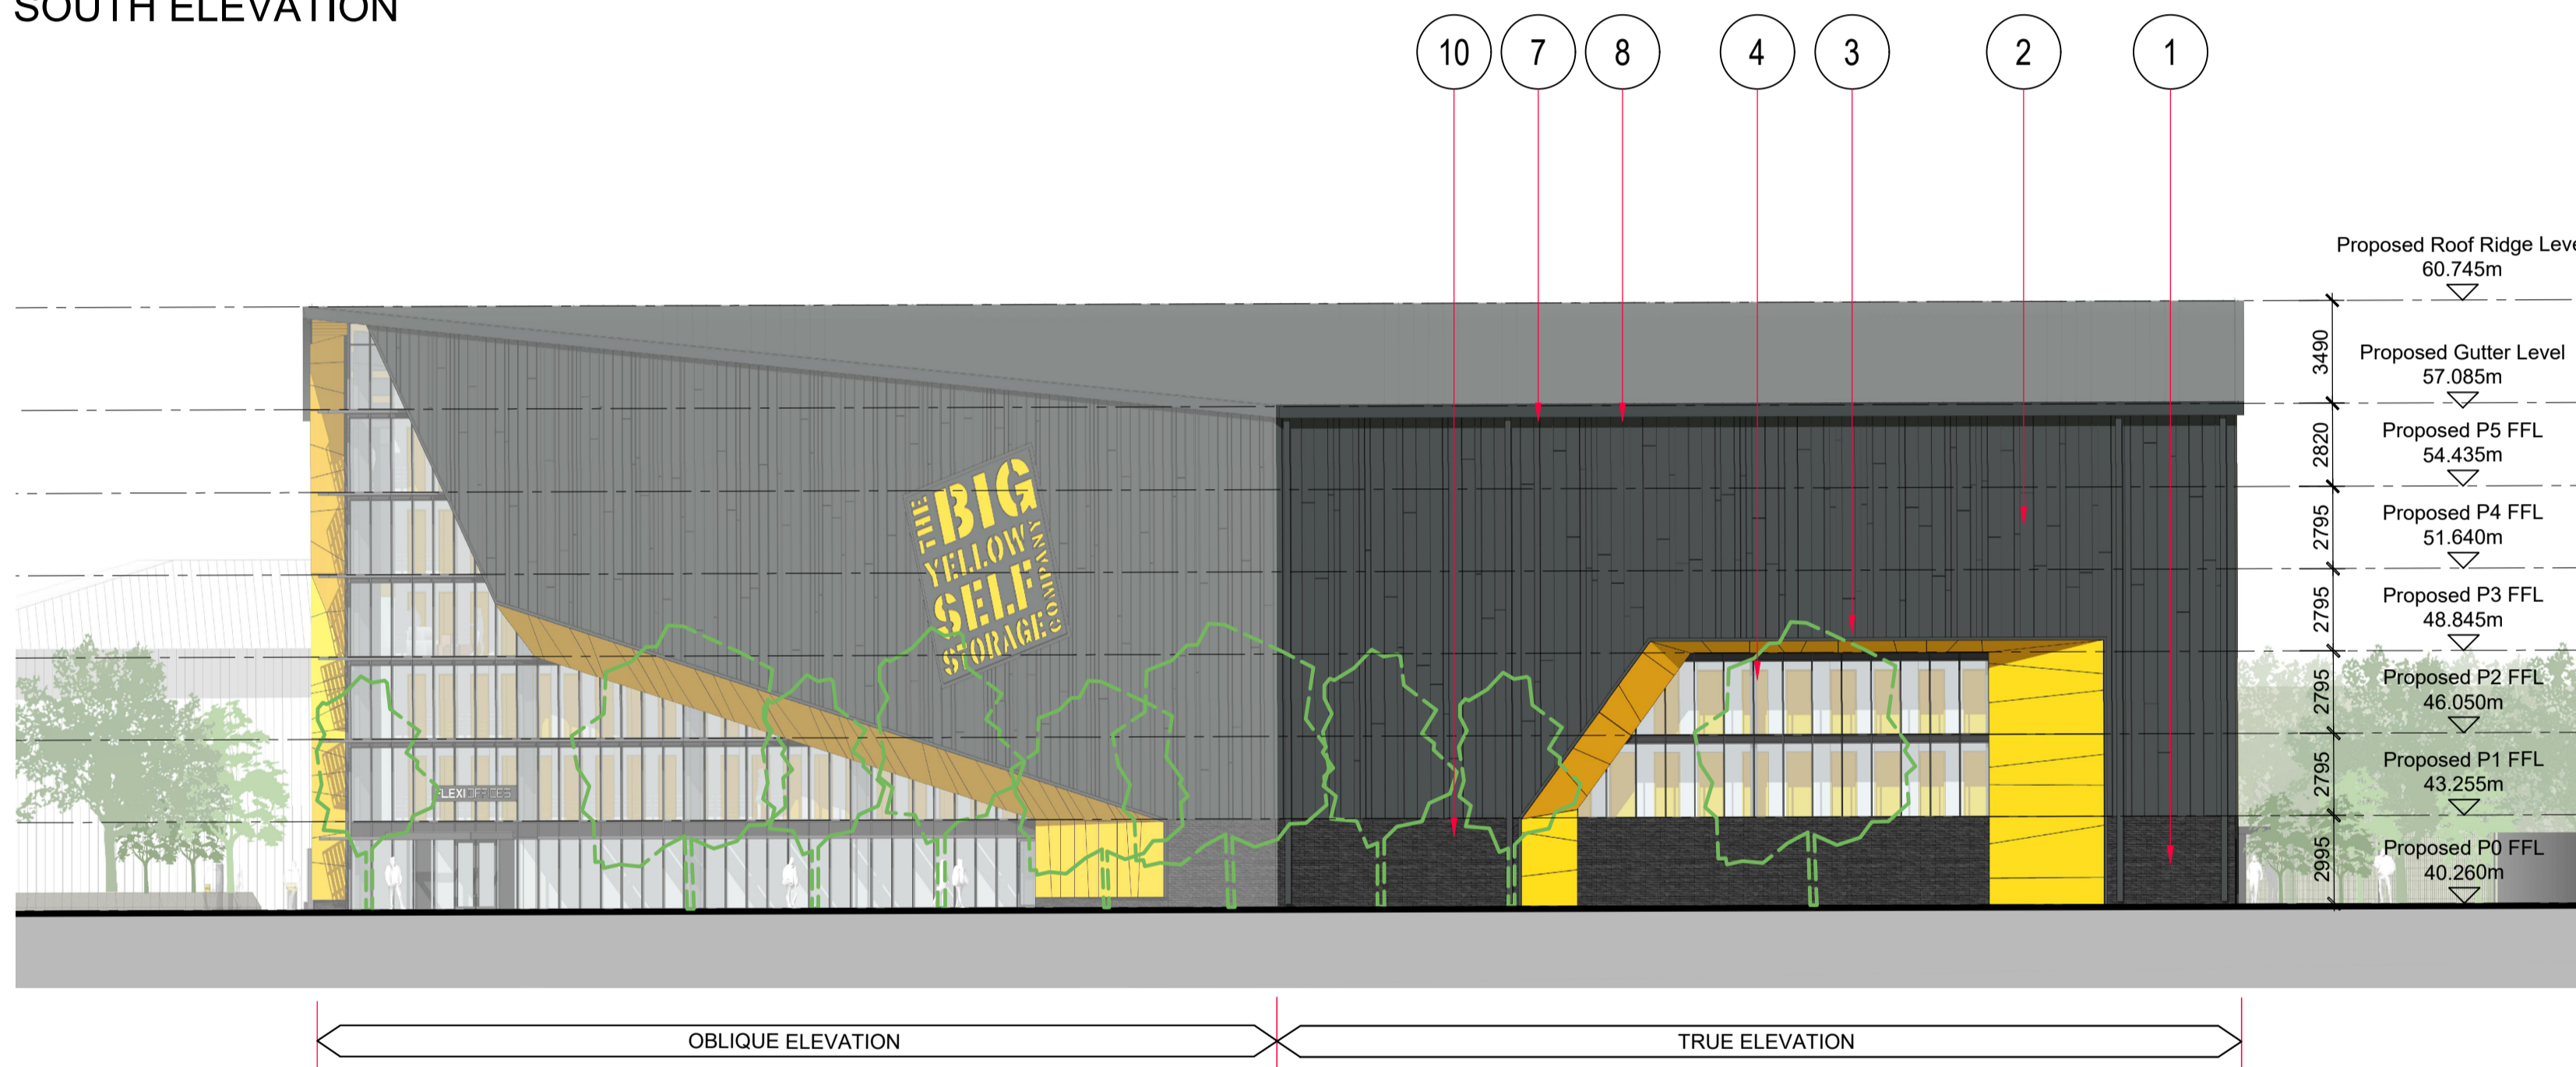 SOUTH ELEVATION
10 7 8 4 3 2 1
Proposed Roof Ridge Leve
60.745m
3490
Proposed Gutter Level
57.085m
2820
Proposed P5 FFL
54.435m
2795
Proposed P4 FFL
51.640m
2795
Proposed P3 FFL
48.845m
2795
Proposed P2 FFL
46.050m
2795
Proposed P1 FFL
43.255m
2995
Proposed P0 FFL
40.260m
THE
BIG
YELLOW
SELF
STORAGE
COMPANY
FLEXIOFFICES
OBLIQUE ELEVATION
TRUE ELEVATION